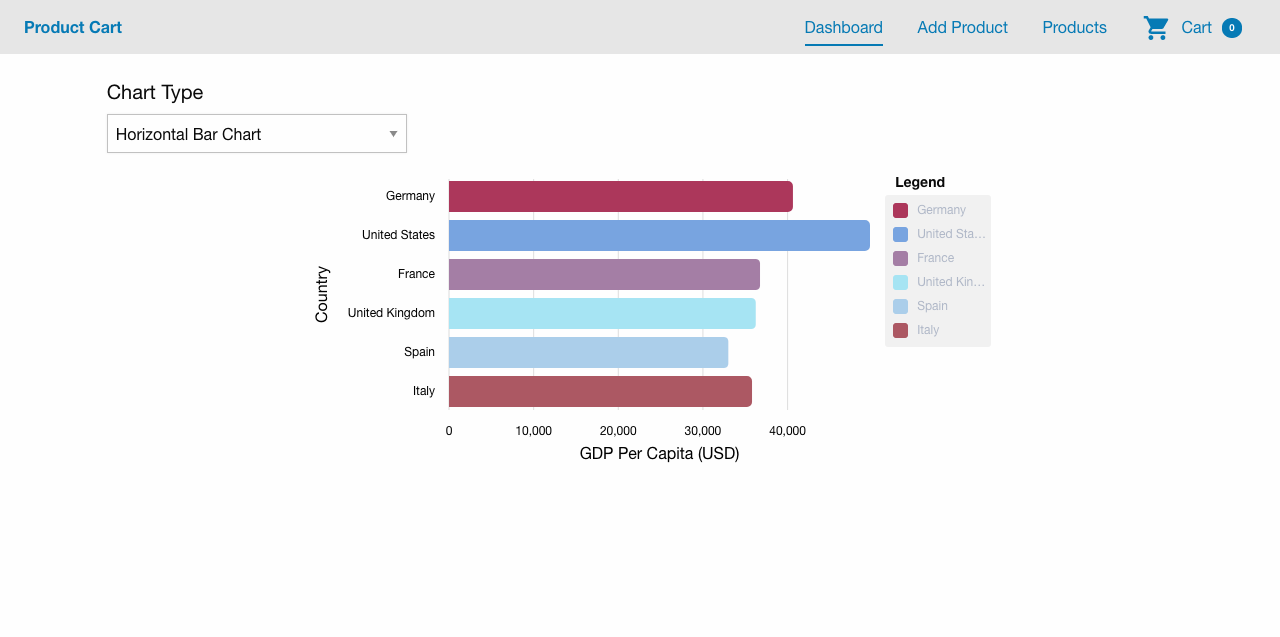 Product Cart
Dashboard
Add Product
Products
Cart
0
Chart Type
Horizontal Bar Chart
Country
Germany
United States
France
United Kingdom
Spain
Italy
0 10,000 20,000 30,000 40,000
GDP Per Capita (USD)
Legend
Germany
United Sta...
France
United Kin...
Spain
Italy